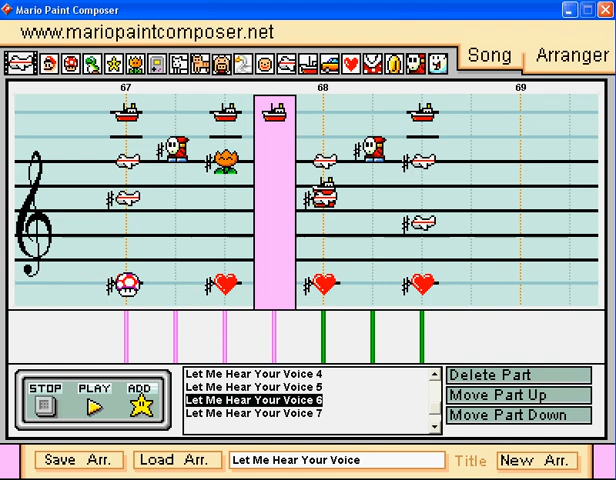 Mario Paint Composer
www.mariopaintcomposer.net
Song Arranger
67 68 69
STOP PLAY ADD
Let Me Hear Your Voice 4
Let Me Hear Your Voice 5
Let Me Hear Your Voice 6
Let Me Hear Your Voice 7
Delete Part
Move Part Up
Move Part Down
Save Arr. Load Arr. Let Me Hear Your Voice Title New Arr.